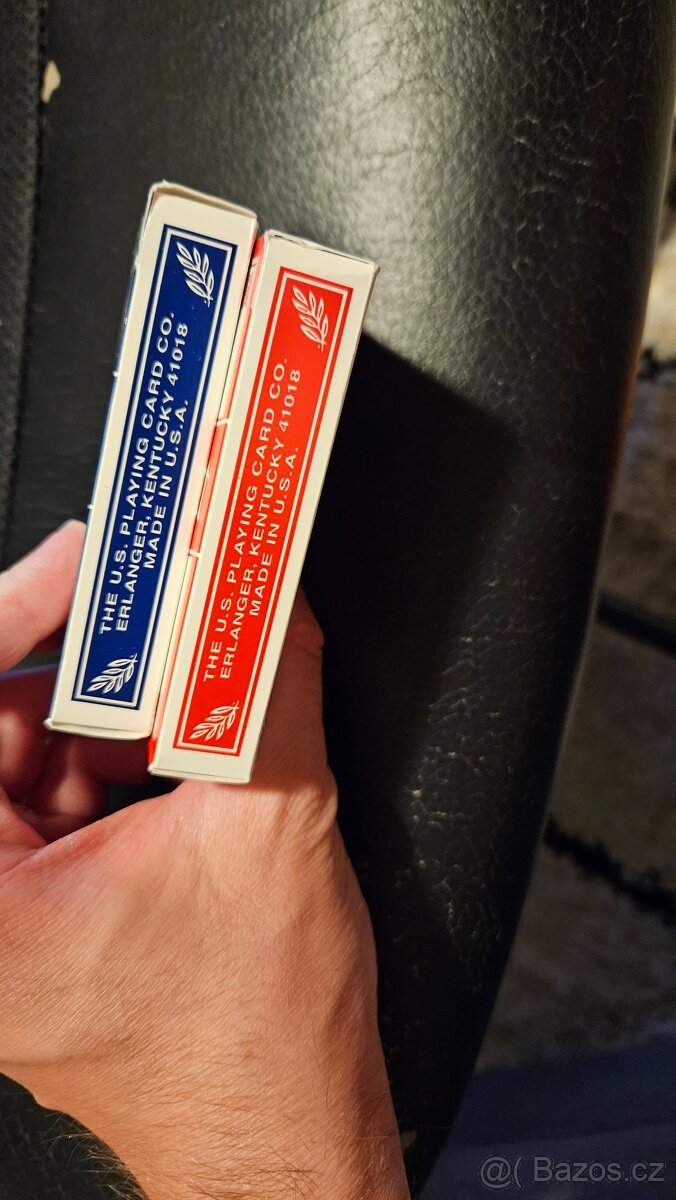 THE U.S. PLAYING CARD CO.
ERLANGER, KENTUCKY 41018
MADE IN U.S.A.
THE U.S. PLAYING CARD CO.
ERLANGER, KENTUCKY 41018
MADE IN U.S.A.
@( Bazos.cz